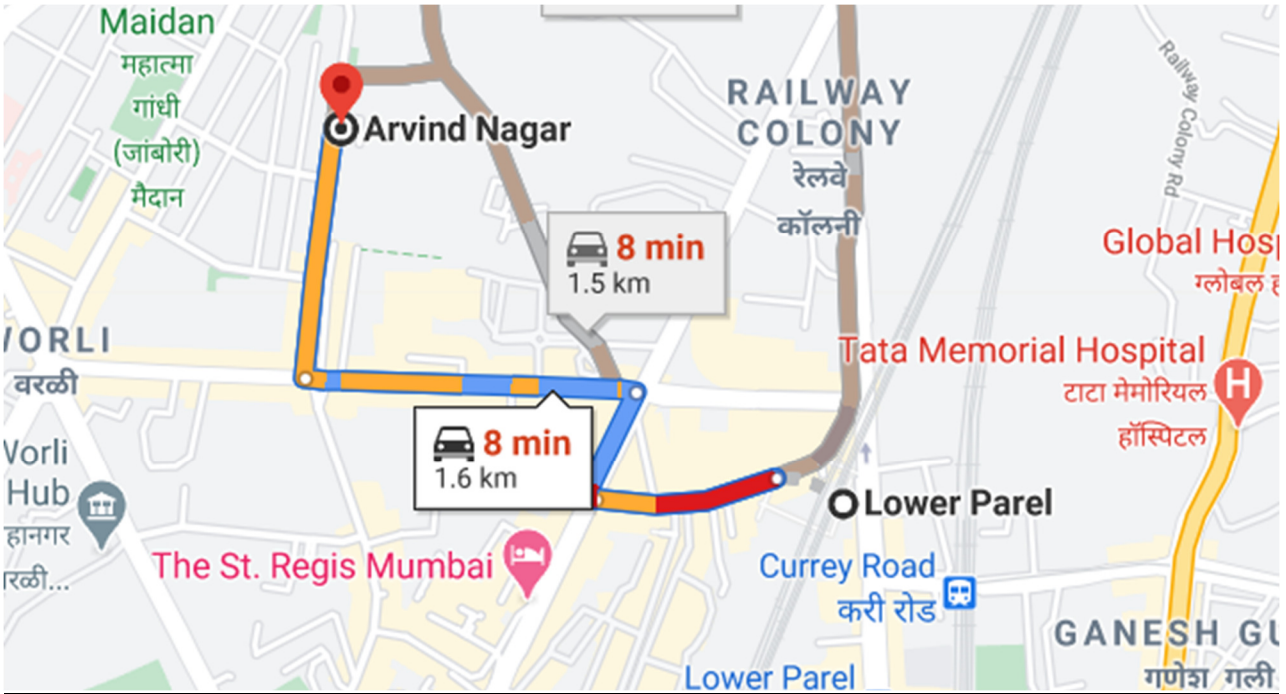 Maidan
महात्मा
गांधी
(जांबोरी)
मैदान
Arvind Nagar
RAILWAY
COLONY
रेलवे
कॉलनी
Railway Colony Rd
8 min
1.5 km
Global Hosp
ग्लोबल ह
WORLI
वरळी
Tata Memorial Hospital
टाटा मेमोरियल
हॉस्पिटल
H
8 min
1.6 km
Worli
Hub
हानगर
रळी...
Lower Parel
The St. Regis Mumbai
Currey Road
करी रोड
GANESH GU
गणेश गली
Lower Parel